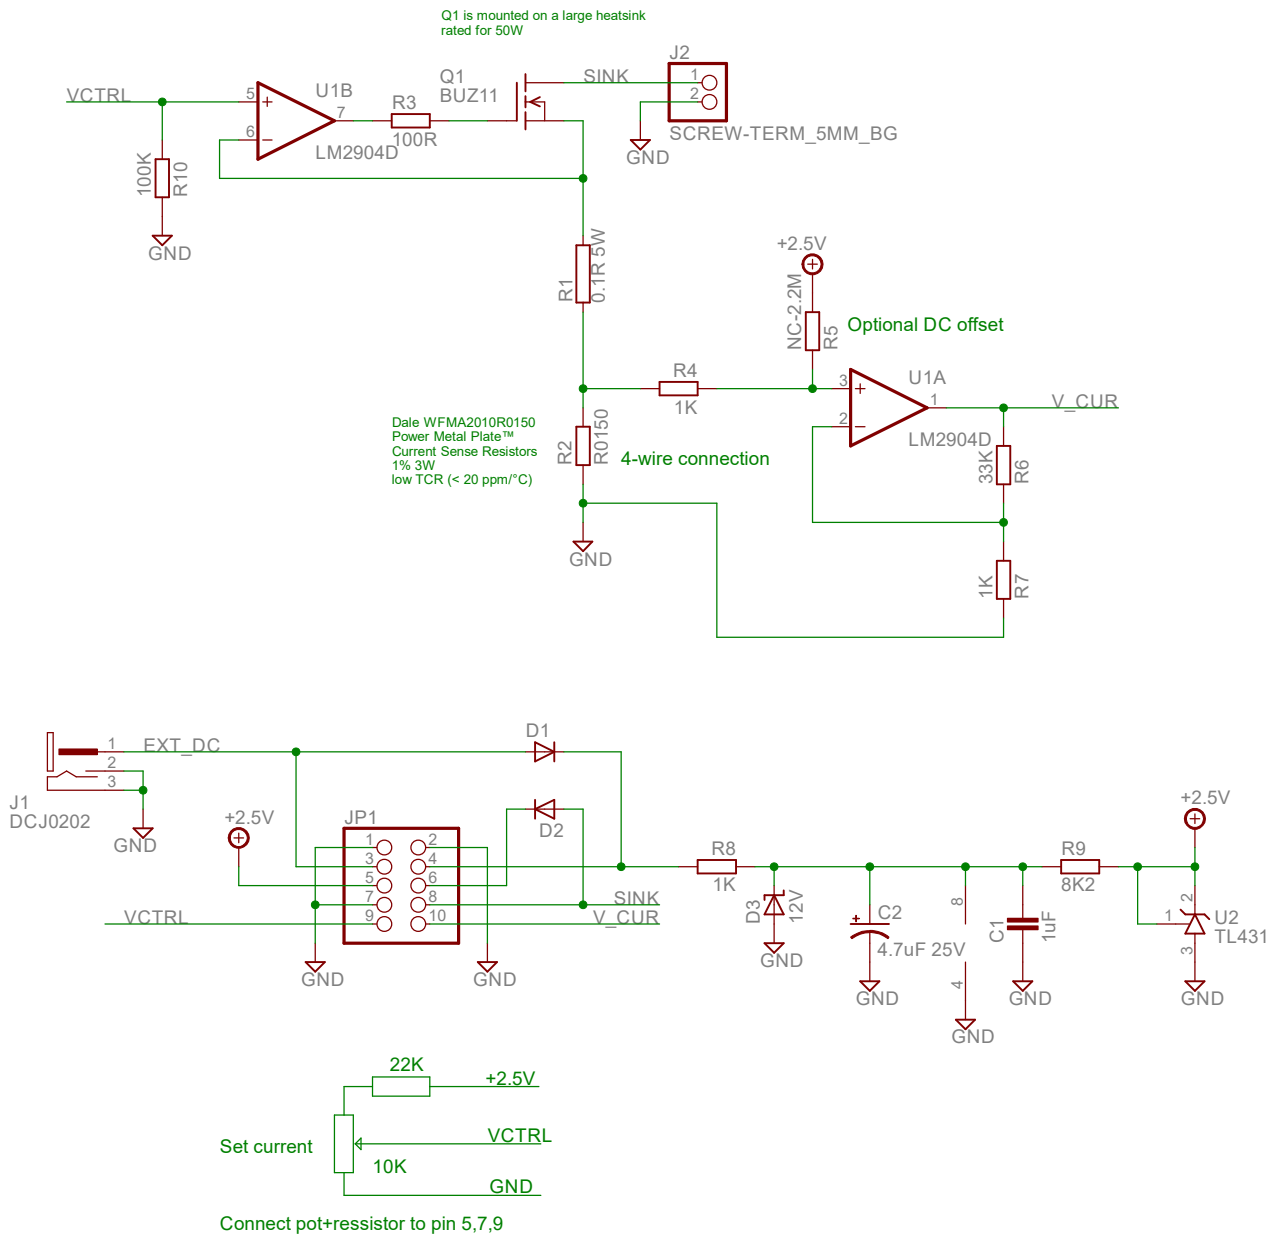 Q1 is mounted on a large heatsink
rated for 50W
VCTRL
5
6
7
U1B
LM2904D
R3
100R
Q1
BUZ11
SINK
J2
1
2
SCREW-TERM_5MM_BG
GND
100K
R10
GND
R1
0.1R 5W
+2.5V
NC-2.2M
R5
Optional DC offset
R4
1K
3
2
1
U1A
LM2904D
V_CUR
Dale WFMA2010R0150
Power Metal Plate™
Current Sense Resistors
1% 3W
low TCR (< 20 ppm/°C)
R2
R0150
4-wire connection
33K
R6
GND
1K
R7
J1
DCJ0202
1
2
3
EXT_DC
GND
+2.5V
JP1
1
2
3
4
5
6
7
8
9
10
VCTRL
GND
GND
D1
D2
SINK
V_CUR
R8
1K
D3
12V
GND
C2
4.7uF 25V
GND
8
4
GND
C1
1uF
GND
R9
8K2
+2.5V
1
2
3
U2
TL431
GND
22K
+2.5V
Set current
VCTRL
10K
GND
Connect pot+ressistor to pin 5,7,9